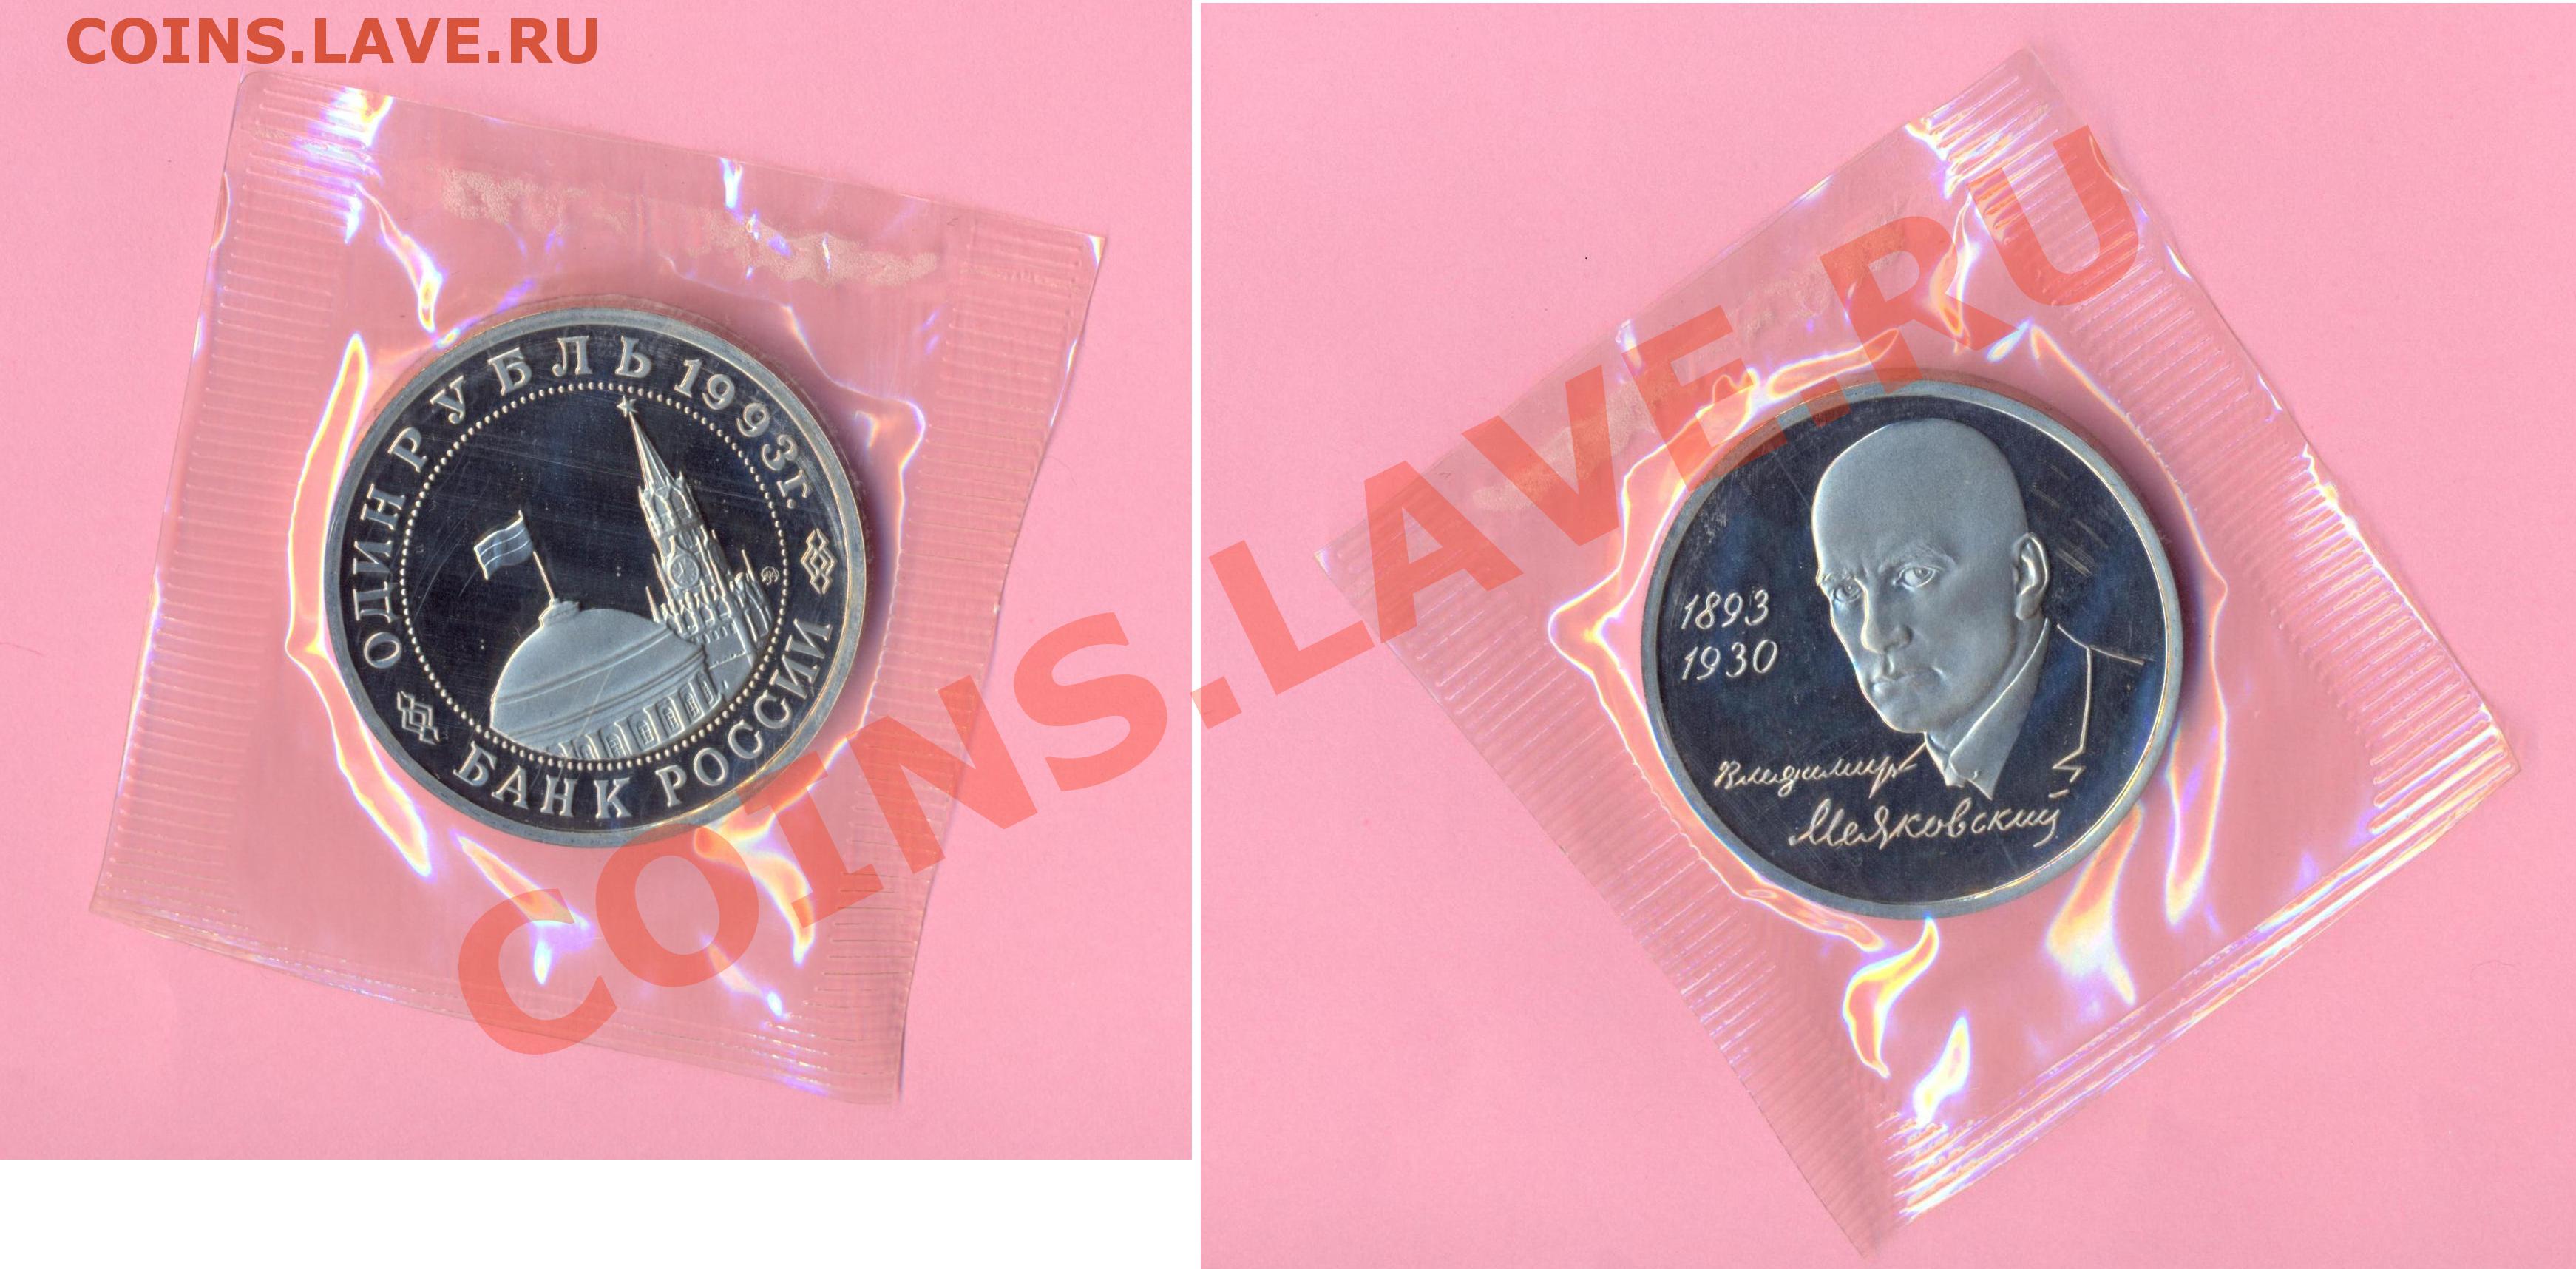 COINS.LAVE.RU
ОДИН РУБЛЬ 1993г.
БАНК РОССИИ
1893
1930
Владимир
Маяковский
COINS.LAVE.RU